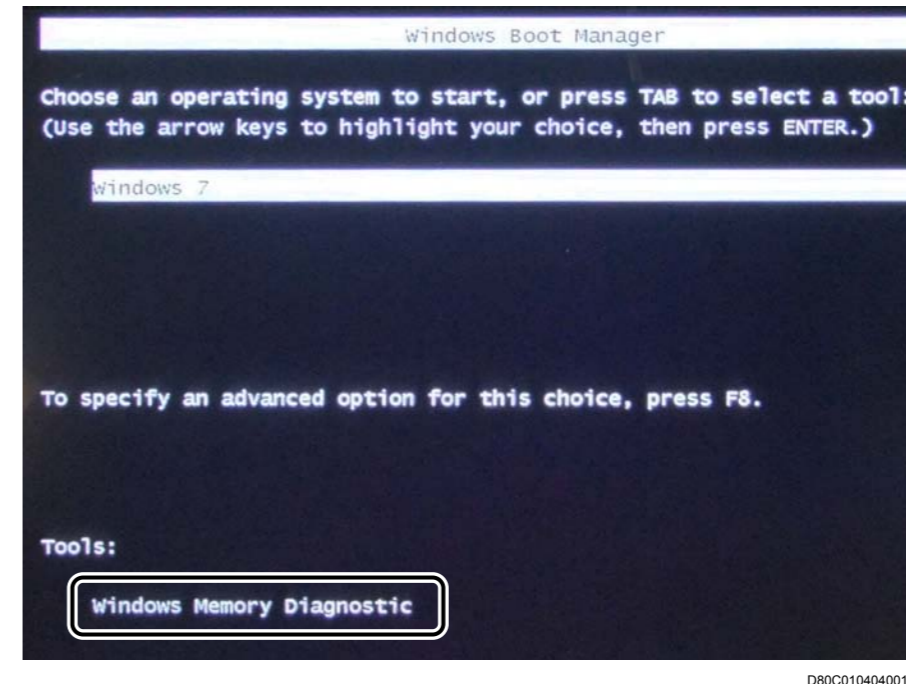 Windows Boot Manager
Choose an operating system to start, or press TAB to select a tool:
(Use the arrow keys to highlight your choice, then press ENTER.)
Windows 7
To specify an advanced option for this choice, press F8.
Tools:
Windows Memory Diagnostic
D80C010404001